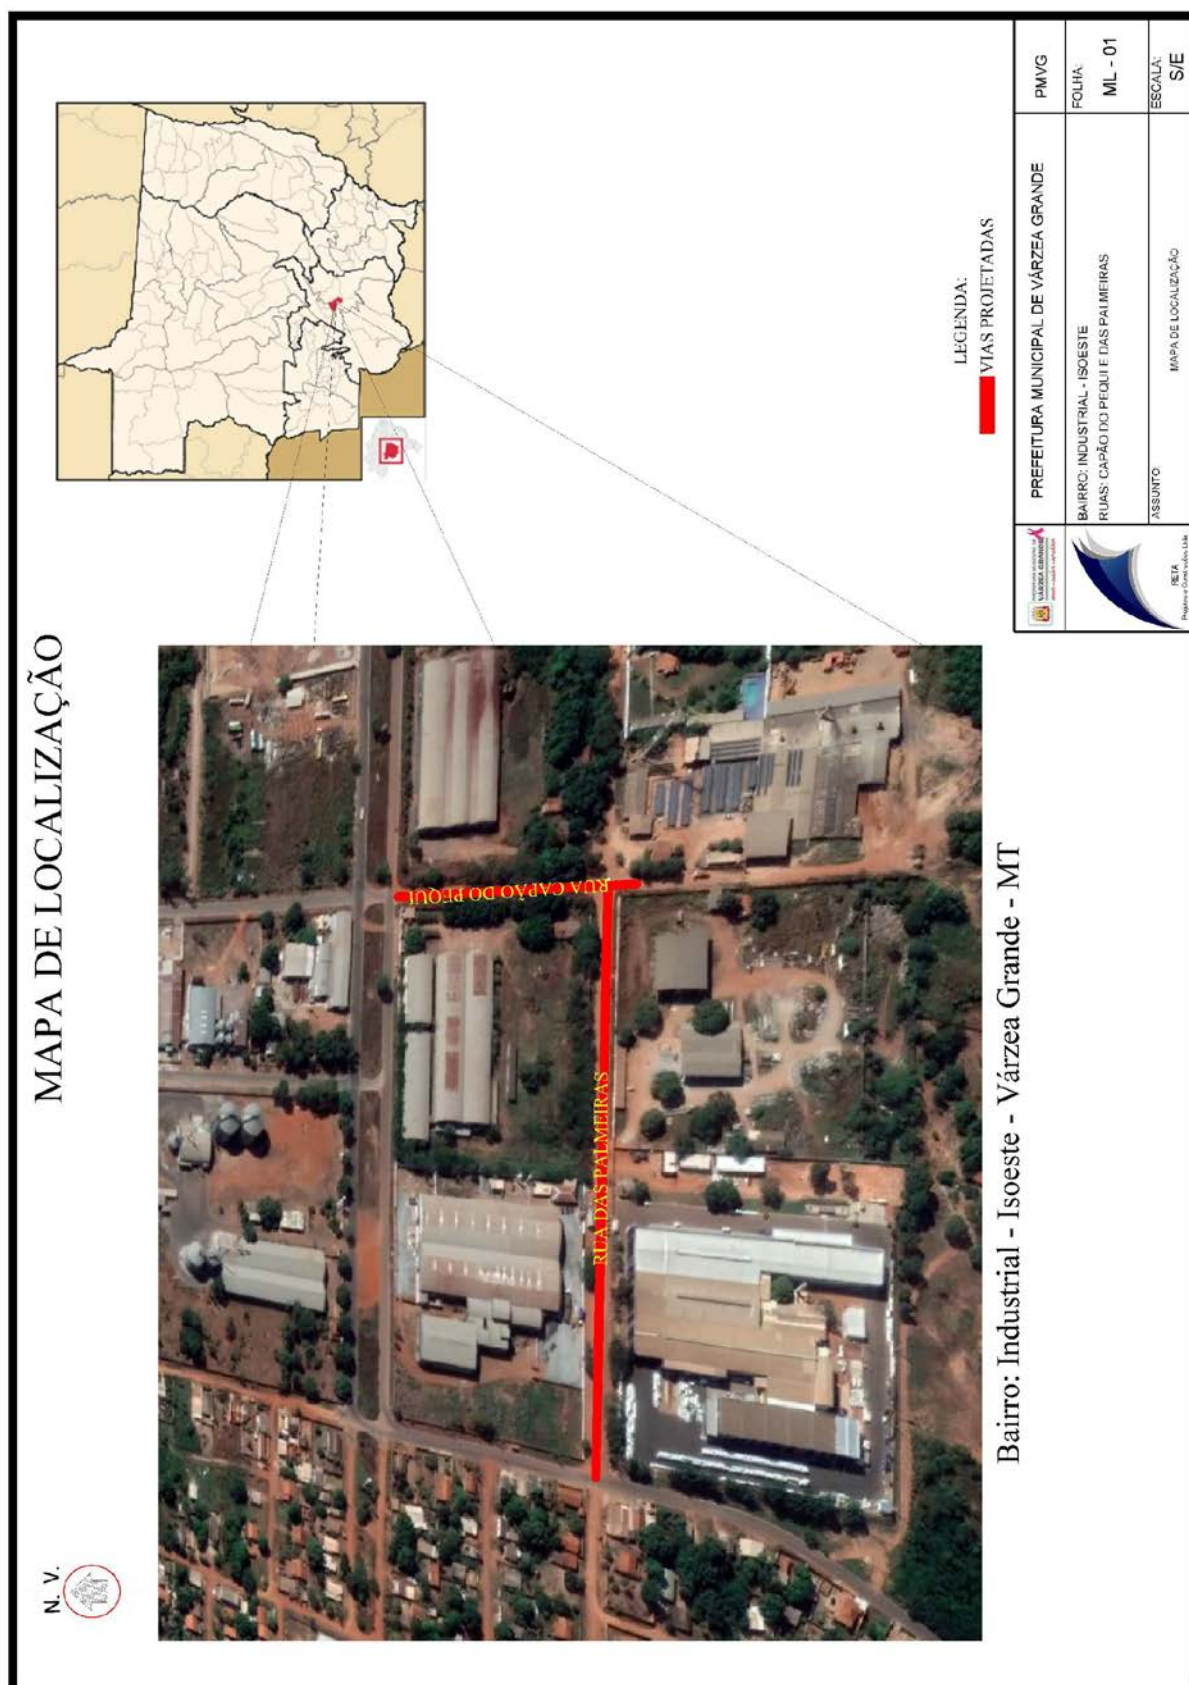 MAPA DE LOCALIZAÇÃO
N. V.
RUA CAPÃO DO PEQUI
RUA DAS PALMEIRAS
Bairro: Industrial - Isoeste - Várzea Grande - MT
LEGENDA:
VIAS PROJETADAS
VÁRZEA GRANDE
PREFEITURA MUNICIPAL DE VÁRZEA GRANDE
PMVG
BAIRRO: INDUSTRIAL - ISOESTE
RUAS: CAPÃO DO PEQUI E DAS PALMEIRAS
FOLHA:
ML - 01
RETA
ASSUNTO
MAPA DE LOCALIZAÇÃO
ESCALA:
S/E